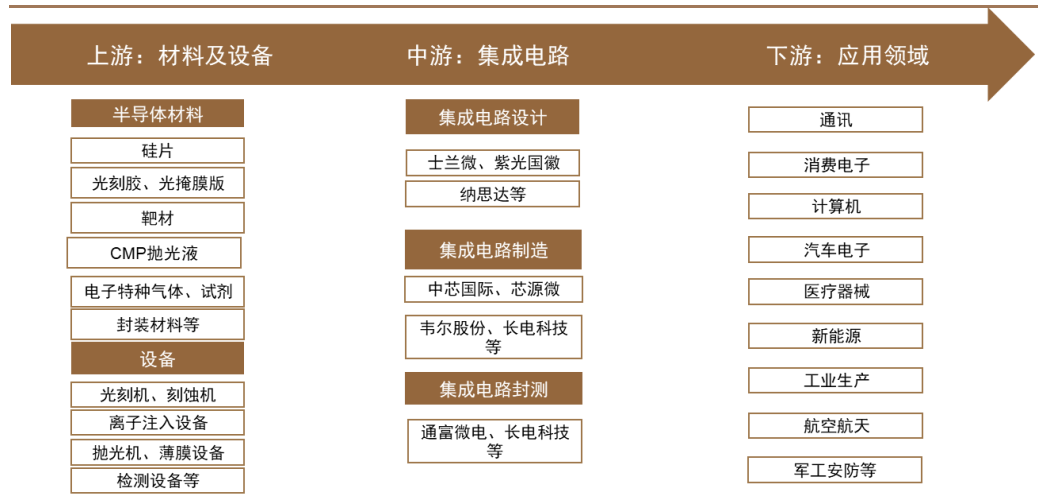 上游：材料及设备
中游：集成电路
下游：应用领域
半导体材料
硅片
光刻胶、光掩膜版
靶材
CMP抛光液
电子特种气体、试剂
封装材料等
设备
光刻机、刻蚀机
离子注入设备
抛光机、薄膜设备
检测设备等
集成电路设计
士兰微、紫光国徽
纳思达等
集成电路制造
中芯国际、芯源微
韦尔股份、长电科技
等
集成电路封测
通富微电、长电科技
等
通讯
消费电子
计算机
汽车电子
医疗器械
新能源
工业生产
航空航天
军工安防等